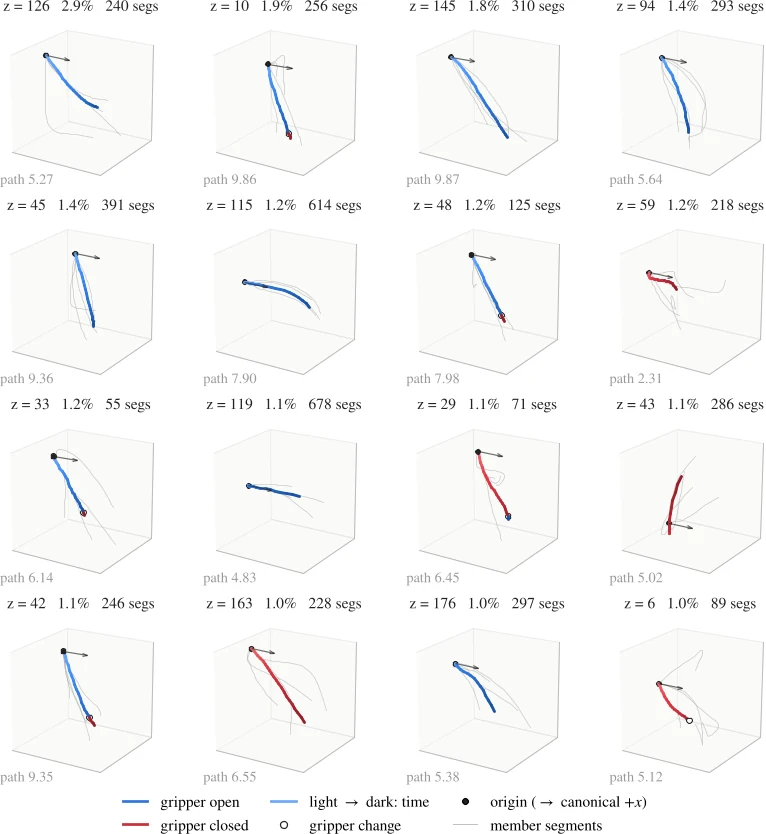 z = 126 2.9% 240 segs
z = 10 1.9% 256 segs
z = 145 1.8% 310 segs
z = 94 1.4% 293 segs
path 5.27
path 9.86
path 9.87
path 5.64
z = 45 1.4% 391 segs
z = 115 1.2% 614 segs
z = 48 1.2% 125 segs
z = 59 1.2% 218 segs
path 9.36
path 7.90
path 7.98
path 2.31
z = 33 1.2% 55 segs
z = 119 1.1% 678 segs
z = 29 1.1% 71 segs
z = 43 1.1% 286 segs
path 6.14
path 4.83
path 6.45
path 5.02
z = 42 1.1% 246 segs
z = 163 1.0% 228 segs
z = 176 1.0% 297 segs
z = 6 1.0% 89 segs
path 9.35
path 6.55
path 5.38
path 5.12
gripper open
light → dark: time
origin (→ canonical +x)
gripper closed
gripper change
member segments